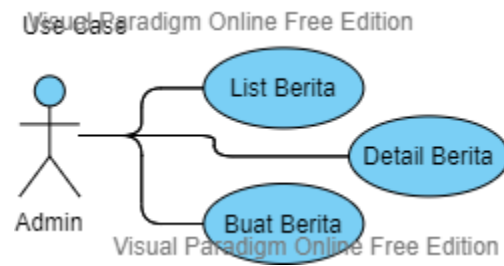 Visual Paradigm Online Free Edition
Use Case
List Berita
Detail Berita
Admin
Buat Berita
Visual Paradigm Online Free Edition